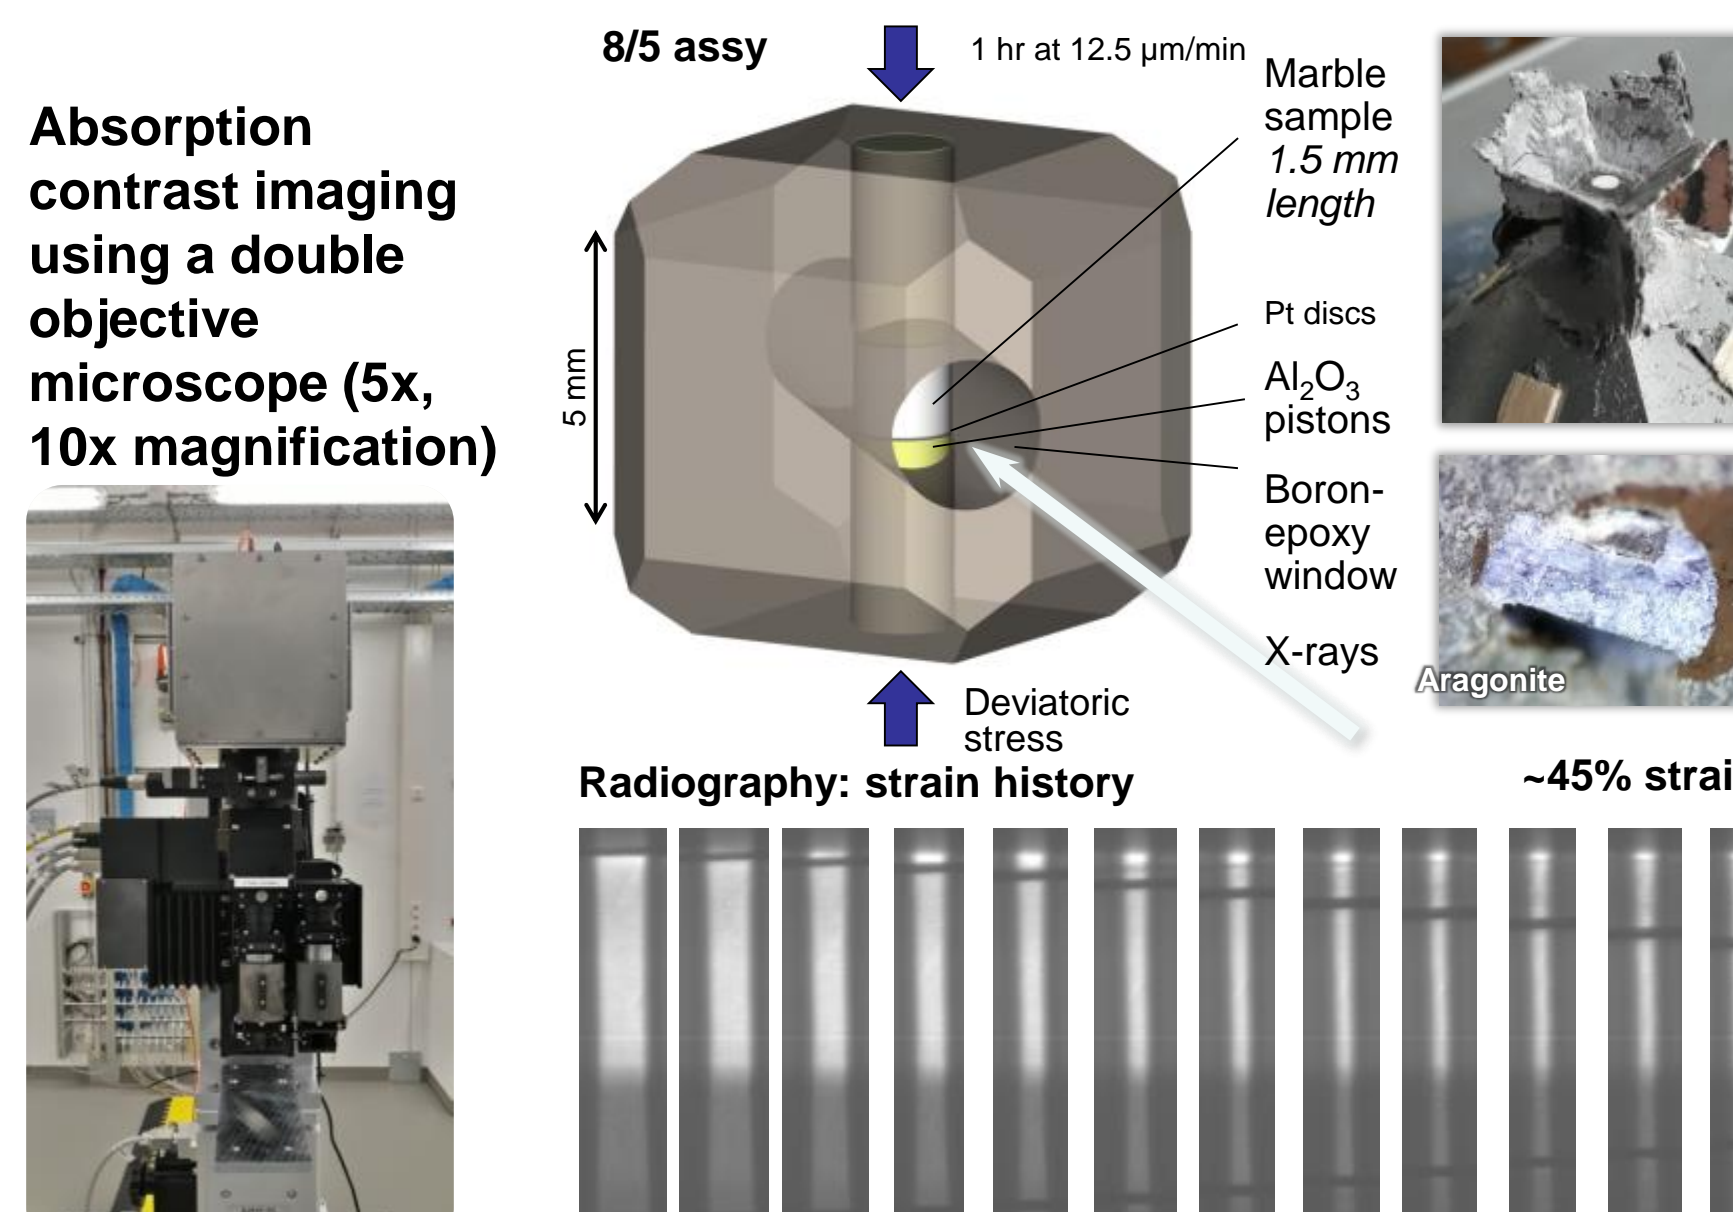 Absorption
contrast imaging
using a double
objective
microscope (5x,
10x magnification)
8/5 assy
1 hr at 12.5 µm/min
Marble
sample
1.5 mm
length
5 mm
Pt discs
Al₂O₃
pistons
Boron-
epoxy
window
X-rays
Aragonite
Deviatoric
stress
Radiography: strain history
~45% strai